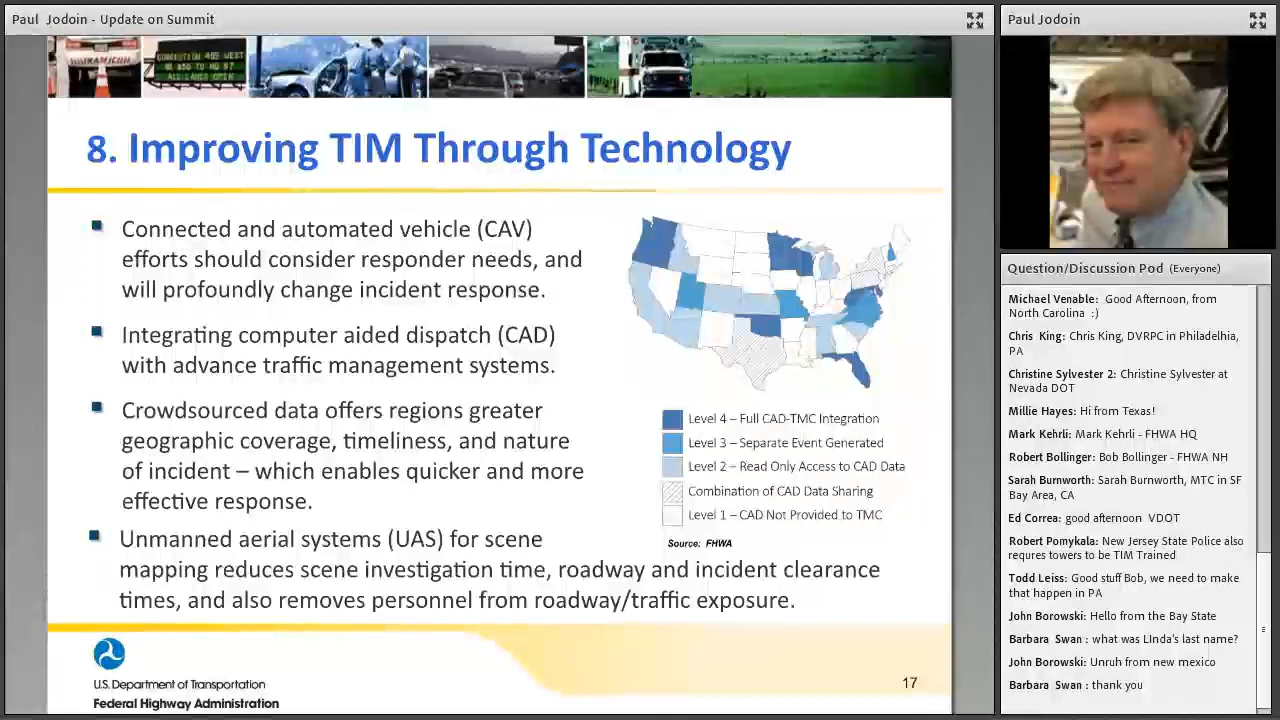 Paul Jodoin - Update on Summit
CONDITION 495 WEST
ALL LANES OPEN
8. Improving TIM Through Technology
Connected and automated vehicle (CAV)
efforts should consider responder needs, and
will profoundly change incident response.
Integrating computer aided dispatch (CAD)
with advance traffic management systems.
Crowdsourced data offers regions greater
geographic coverage, timeliness, and nature
of incident – which enables quicker and more
effective response.
Unmanned aerial systems (UAS) for scene
mapping reduces scene investigation time, roadway and incident clearance
times, and also removes personnel from roadway/traffic exposure.
Level 4 – Full CAD-TMC Integration
Level 3 – Separate Event Generated
Level 2 – Read Only Access to CAD Data
Combination of CAD Data Sharing
Level 1 – CAD Not Provided to TMC
Source: FHWA
U.S. Department of Transportation
Federal Highway Administration
17
Paul Jodoin
Question/Discussion Pod (Everyone)
Michael Venable: Good Afternoon, from
North Carolina :)
Chris King: Chris King, DVRPC in Philadelhia,
PA
Christine Sylvester 2: Christine Sylvester at
Nevada DOT
Millie Hayes: Hi from Texas!
Mark Kehrli: Mark Kehrli - FHWA HQ
Robert Bollinger: Bob Bollinger - FHWA NH
Sarah Burnworth: Sarah Burnworth, MTC in SF
Bay Area, CA
Ed Correa: good afternoon VDOT
Robert Pomykala: New Jersey State Police also
requres towers to be TIM Trained
Todd Leiss: Good stuff Bob, we need to make
that happen in PA
John Borowski: Hello from the Bay State
Barbara Swan : what was LInda's last name?
John Borowski: Unruh from new mexico
Barbara Swan : thank you